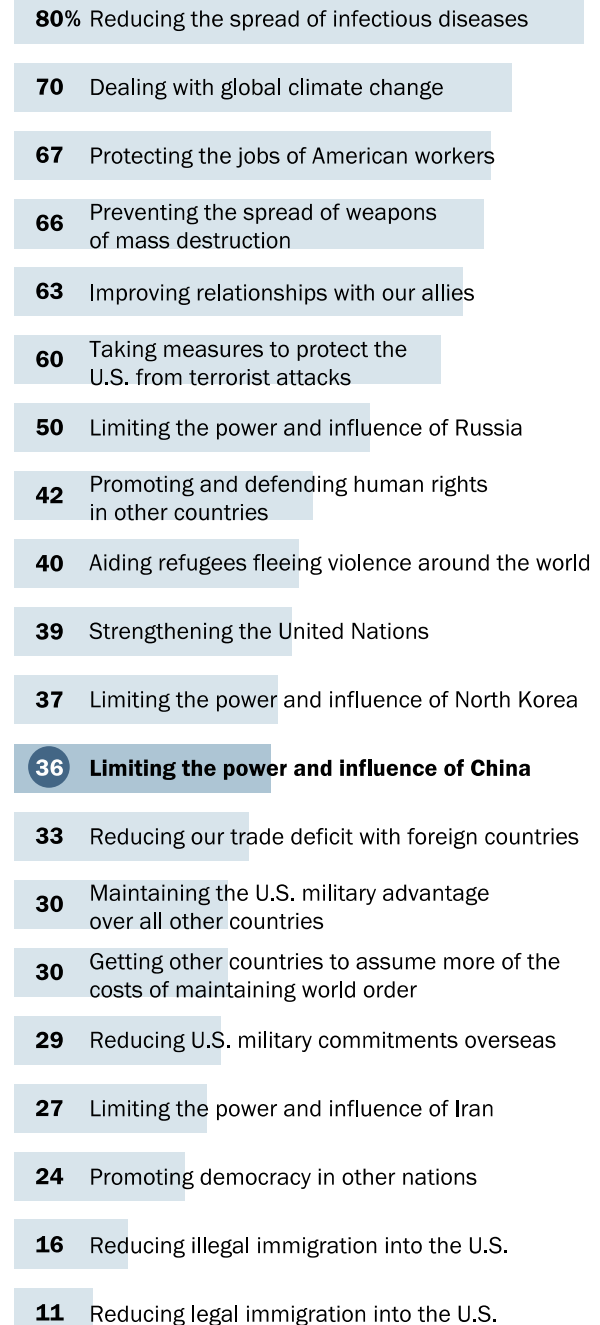 80% Reducing the spread of infectious diseases
70 Dealing with global climate change
67 Protecting the jobs of American workers
66 Preventing the spread of weapons
of mass destruction
63 Improving relationships with our allies
60 Taking measures to protect the
U.S. from terrorist attacks
50 Limiting the power and influence of Russia
42 Promoting and defending human rights
in other countries
40 Aiding refugees fleeing violence around the world
39 Strengthening the United Nations
37 Limiting the power and influence of North Korea
36 Limiting the power and influence of China
33 Reducing our trade deficit with foreign countries
30 Maintaining the U.S. military advantage
over all other countries
30 Getting other countries to assume more of the
costs of maintaining world order
29 Reducing U.S. military commitments overseas
27 Limiting the power and influence of Iran
24 Promoting democracy in other nations
16 Reducing illegal immigration into the U.S.
11 Reducing legal immigration into the U.S.